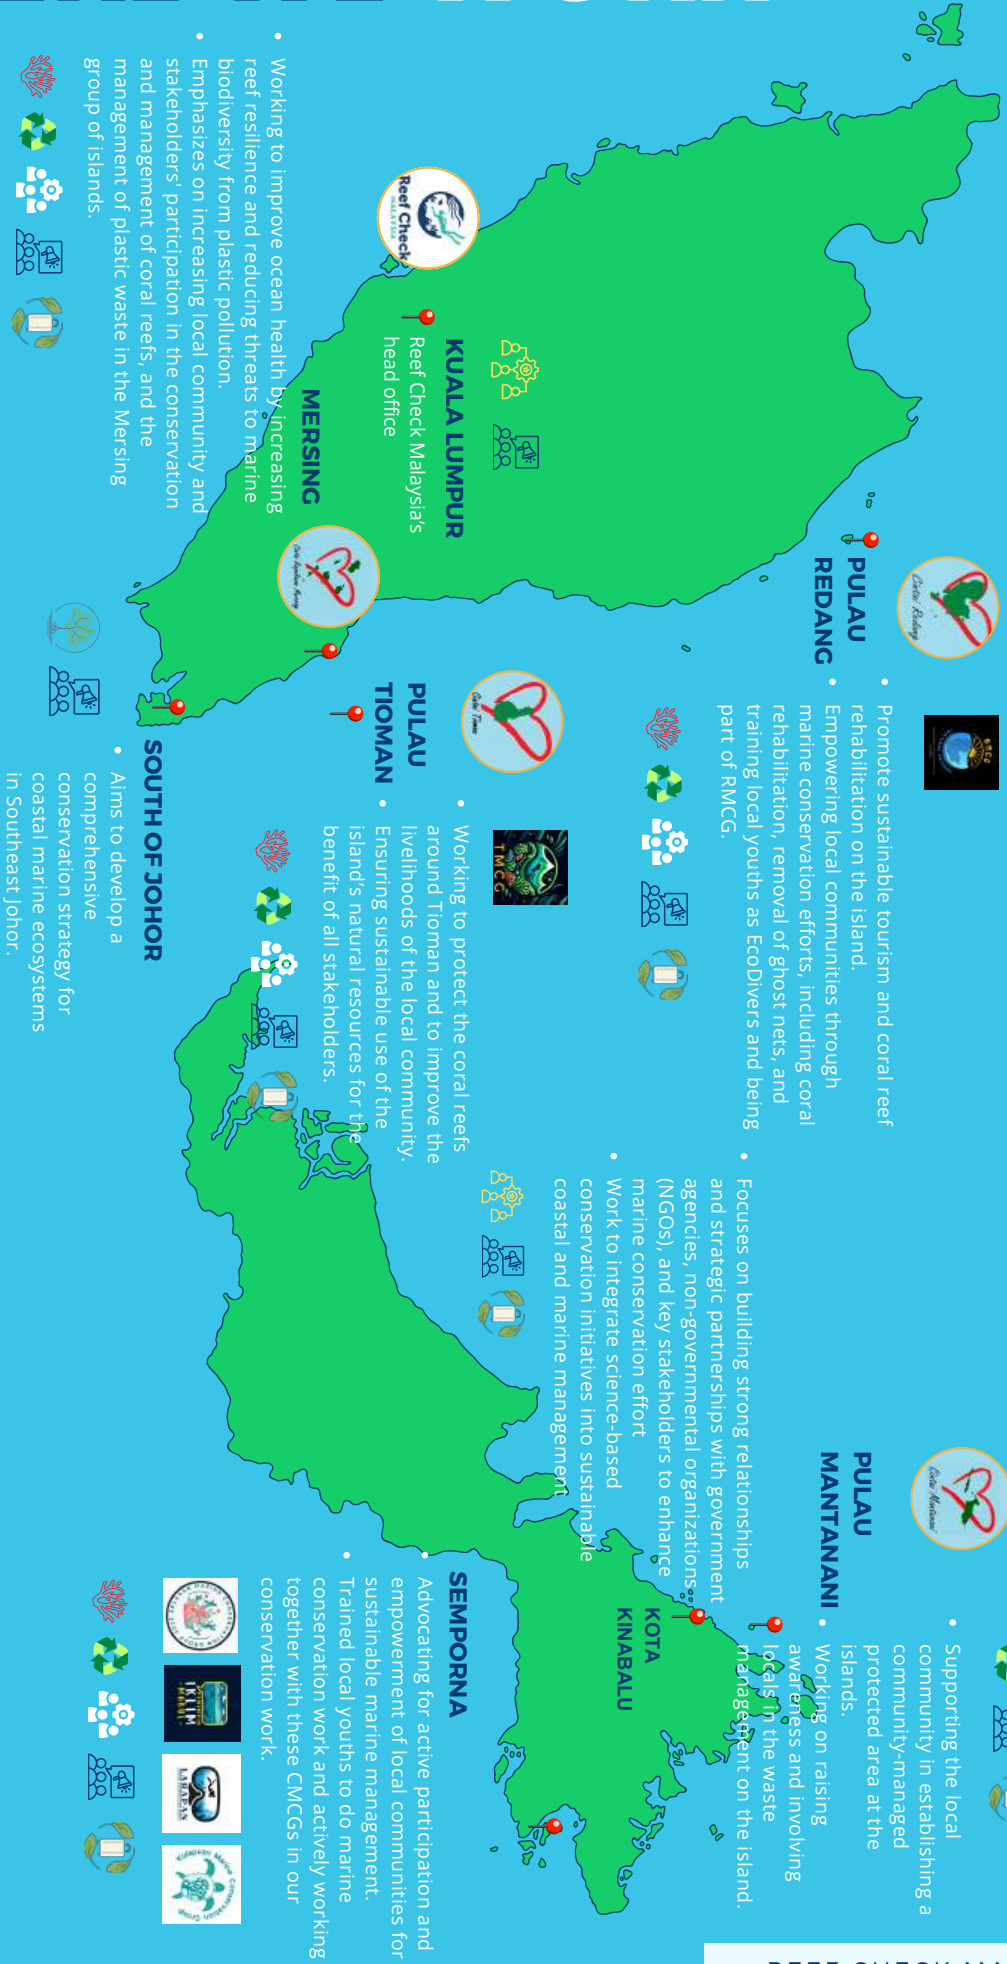 PULAU
REDANG
Cintai Redang
RMCG
• Promote sustainable tourism and coral reef
rehabilitation on the island.
• Empowering local communities through
marine conservation efforts, including coral
rehabilitation, removal of ghost nets, and
training local youths as EcoDivers and being
part of RMCG.
KUALA LUMPUR
Reef Check Malaysia's
head office
Reef Check
MALAYSIA
MERSING
• Working to improve ocean health by increasing
reef resilience and reducing threats to marine
biodiversity from plastic pollution.
• Emphasizes on increasing local community and
stakeholders' participation in the conservation
and management of coral reefs, and the
management of plastic waste in the Mersing
group of islands.
PULAU
TIOMAN
Cintai Tioman
TMCG
• Working to protect the coral reefs
around Tioman and to improve the
livelihoods of the local community.
• Ensuring sustainable use of the
island's natural resources for the
benefit of all stakeholders.
SOUTH OF JOHOR
• Aims to develop a
comprehensive
conservation strategy for
coastal marine ecosystems
in Southeast Johor.
PULAU
MANTANANI
Cintai Mantanani
• Supporting the local
community in establishing a
community-managed
protected area at the
islands.
• Working on raising
awareness and involving
locals in the waste
management on the island.
KOTA
KINABALU
• Focuses on building strong relationships
and strategic partnerships with government
agencies, non-governmental organizations
(NGOs), and key stakeholders to enhance
marine conservation effort
• Work to integrate science-based
conservation initiatives into sustainable
coastal and marine management
SEMPORNA
• Advocating for active participation and
empowerment of local communities for
sustainable marine management.
• Trained local youths to do marine
conservation work and actively working
together with these CMCGs in our
conservation work.
LARAPAN